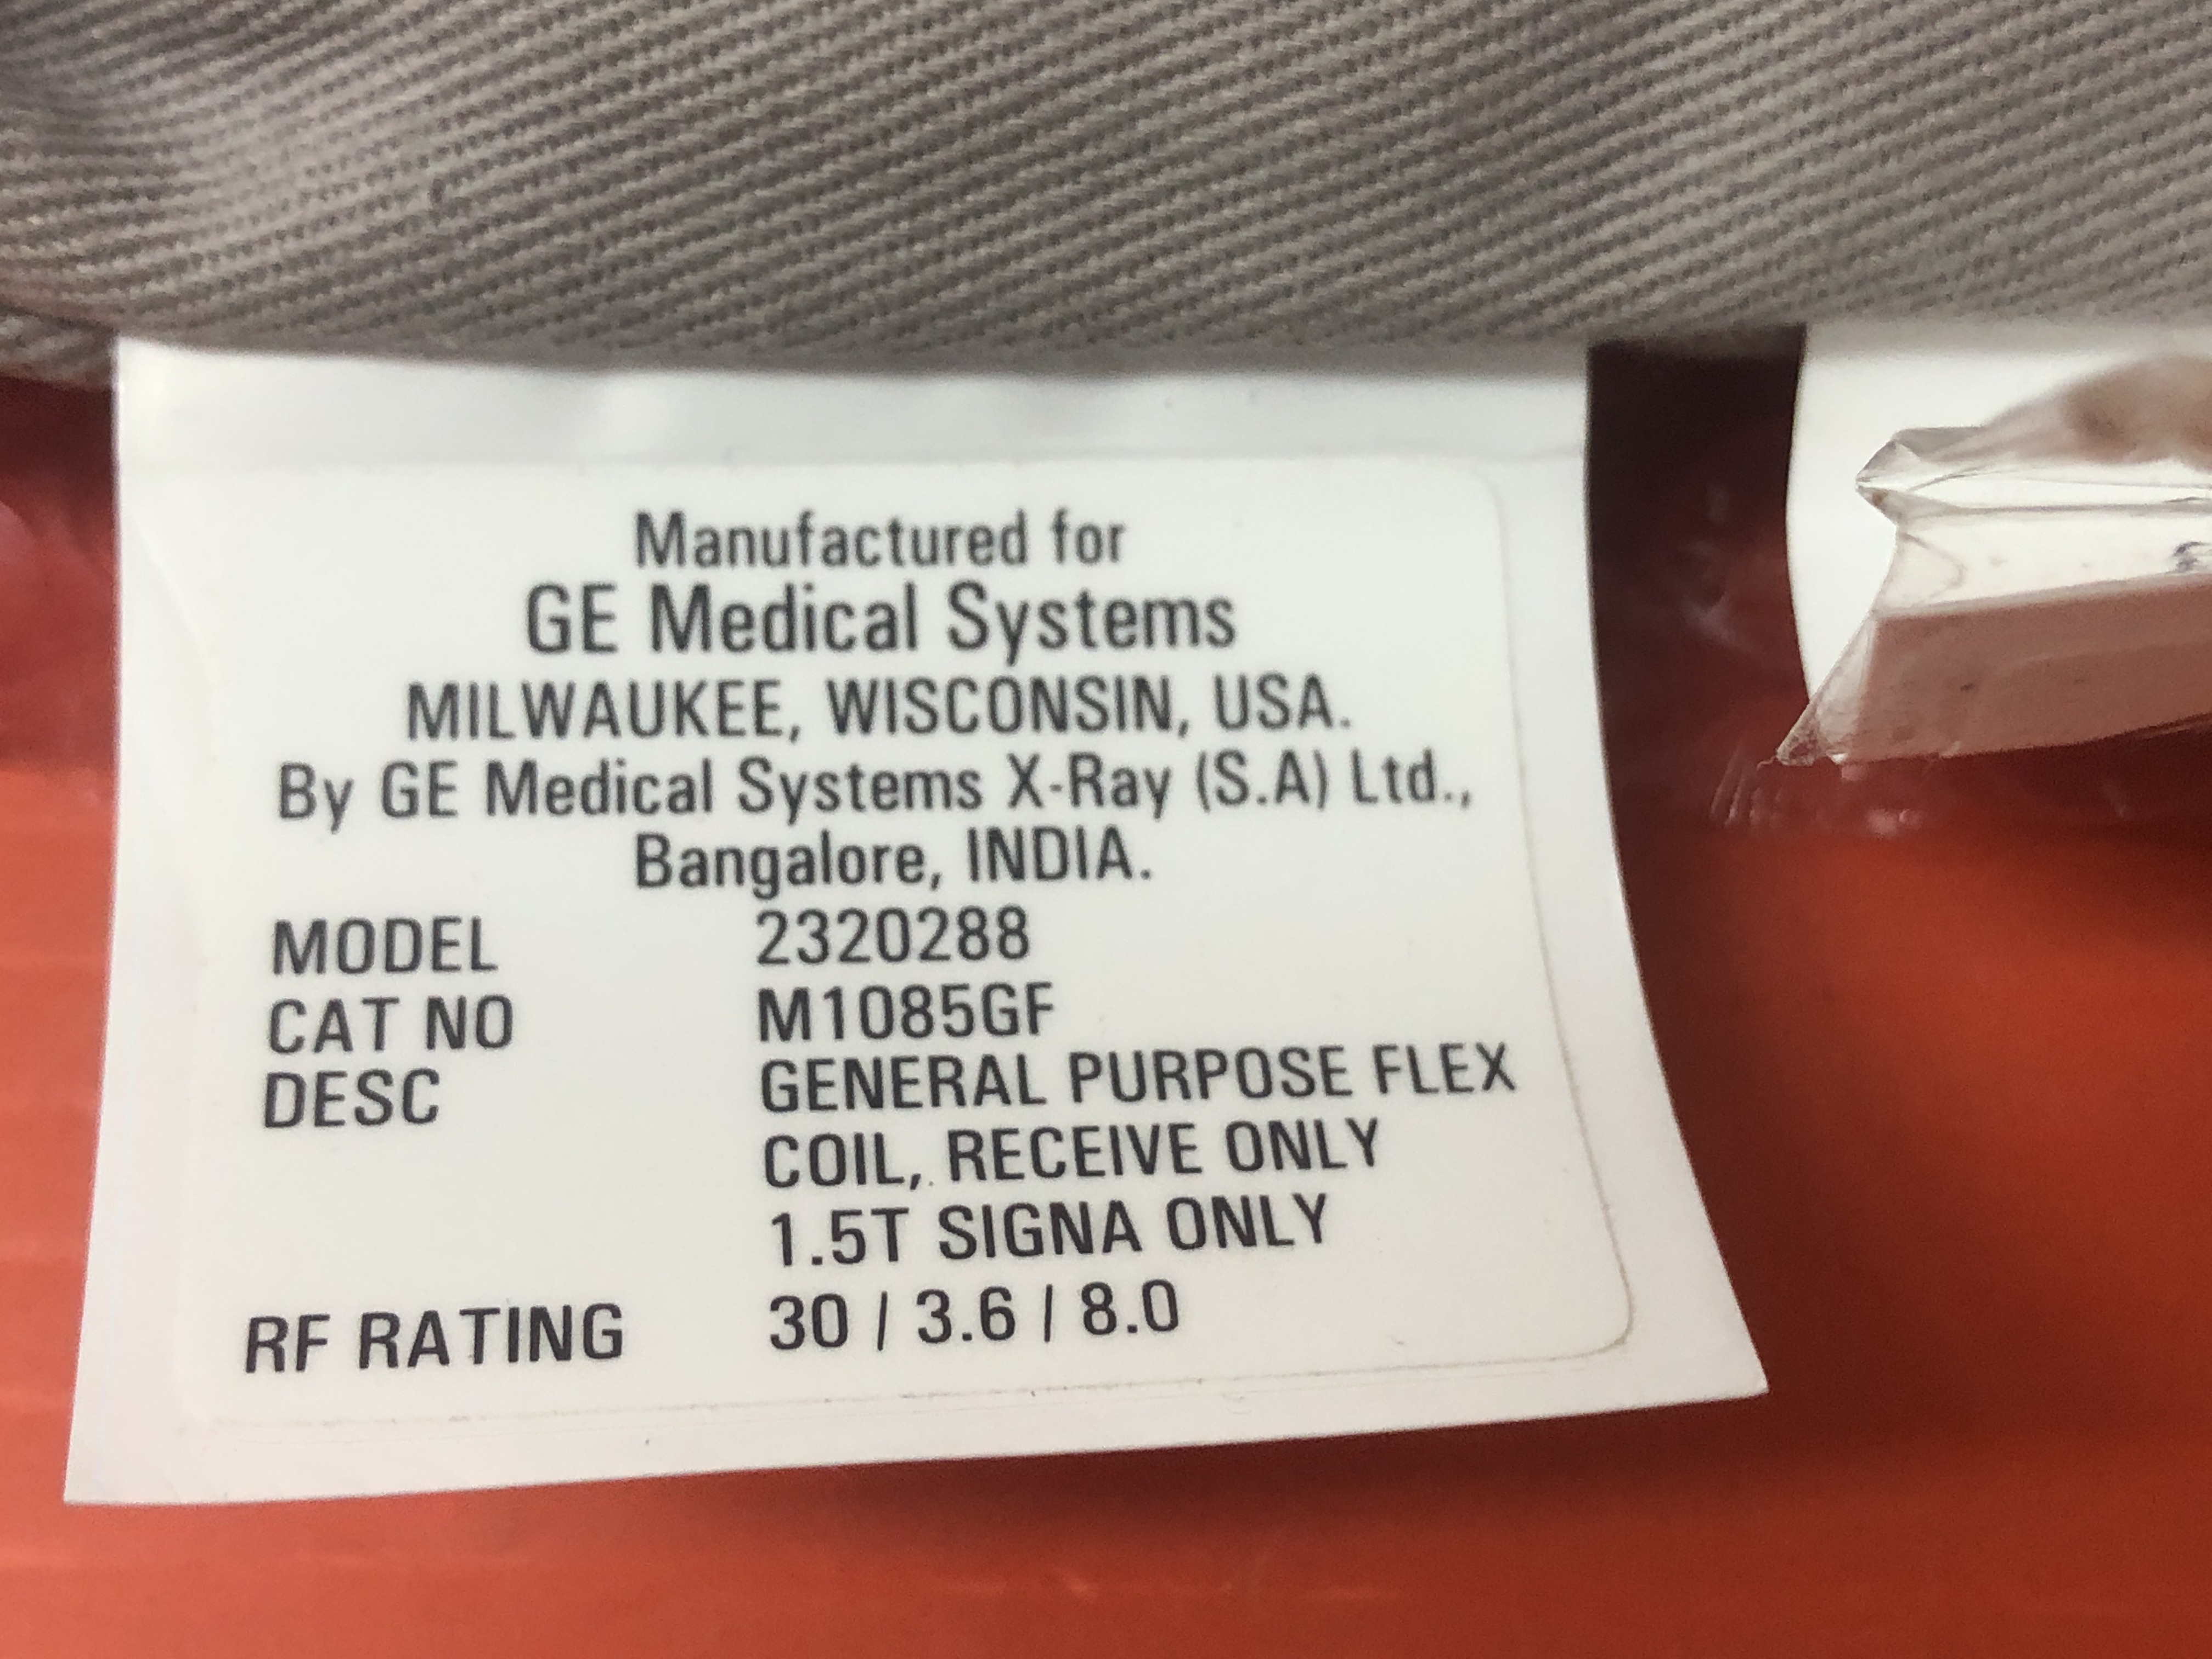 Manufactured for
GE Medical Systems
MILWAUKEE, WISCONSIN, USA.
By GE Medical Systems X-Ray (S.A) Ltd.,
Bangalore, INDIA.
MODEL 2320288
CAT NO M1085GF
DESC GENERAL PURPOSE FLEX
COIL, RECEIVE ONLY
1.5T SIGNA ONLY
RF RATING 30 / 3.6 / 8.0